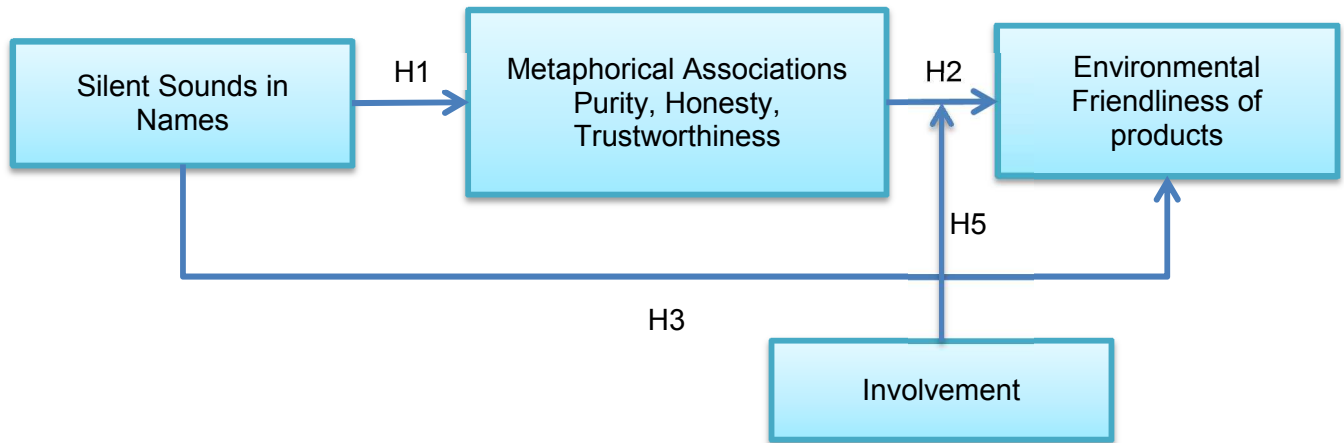 Silent Sounds in
Names
H1
Metaphorical Associations
Purity, Honesty,
Trustworthiness
H2
Environmental
Friendliness of
products
H5
H3
Involvement